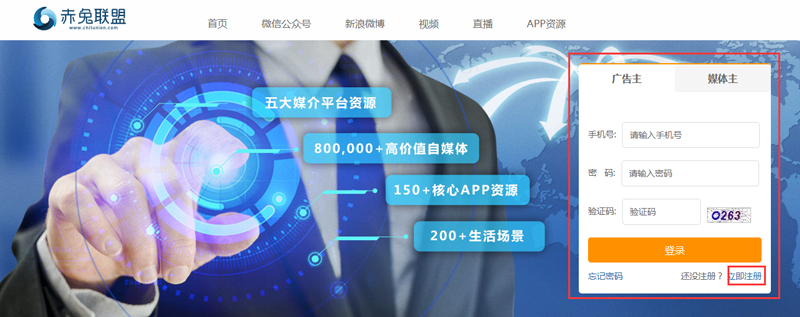 赤兔联盟
www.chitunion.com
首页 微信公众号 新浪微博 视频 直播 APP资源
五大媒介平台资源
800,000+高价值自媒体
150+核心APP资源
200+生活场景
广告主 媒体主
手机号: 请输入手机号
密 码: 请输入密码
验证码: 验证码 O263
登录
忘记密码 还没注册？ 立即注册